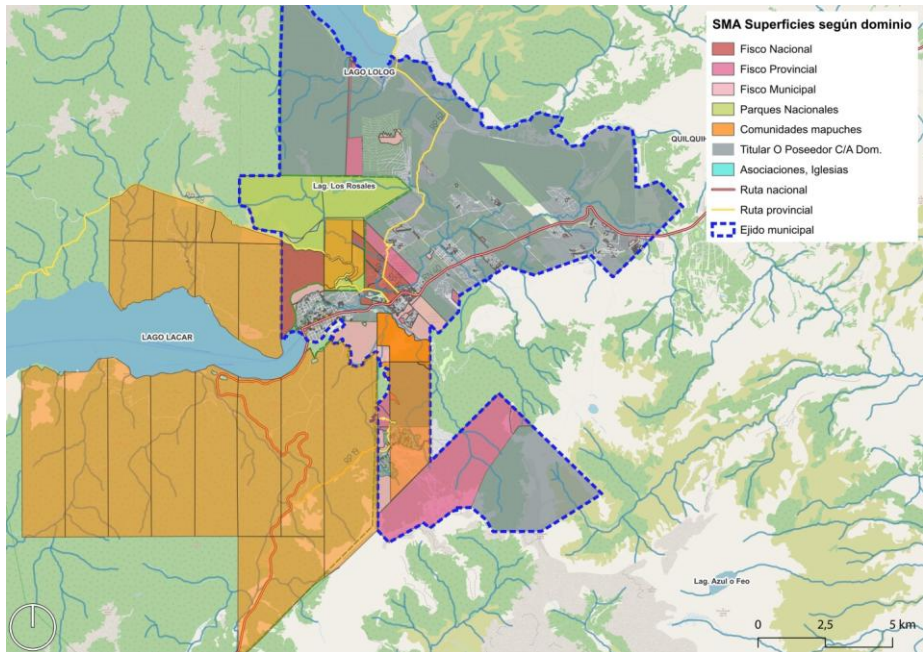 SMA Superficies según dominio
Fisco Nacional
Fisco Provincial
Fisco Municipal
Parques Nacionales
Comunidades mapuches
Titular O Poseedor C/A Dom.
Asociaciones, Iglesias
Ruta nacional
Ruta provincial
Ejido municipal
LAGO LOLOG
QUILQUIH
Lag. Los Rosales
LAGO LACAR
Lag. Azul o Feo
0 2,5 5 km